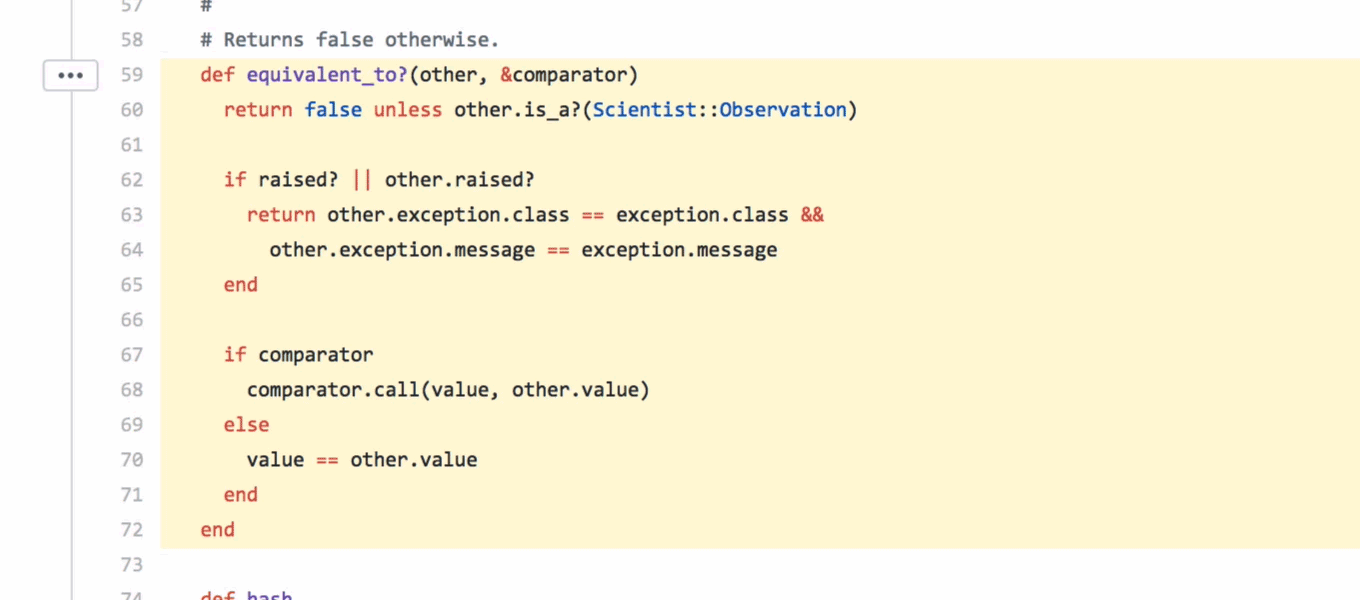 57 #
58 # Returns false otherwise.
59 def equivalent_to?(other, &comparator)
60 return false unless other.is_a?(Scientist::Observation)
61
62 if raised? || other.raised?
63 return other.exception.class == exception.class &&
64 other.exception.message == exception.message
65 end
66
67 if comparator
68 comparator.call(value, other.value)
69 else
70 value == other.value
71 end
72 end
73
74 def hash